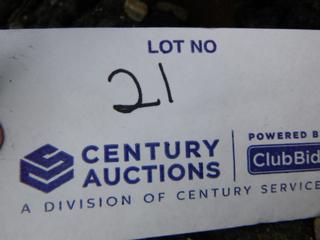 LOT NO
21
CENTURY
AUCTIONS
POWERED B
ClubBid
A DIVISION OF CENTURY SERVICE